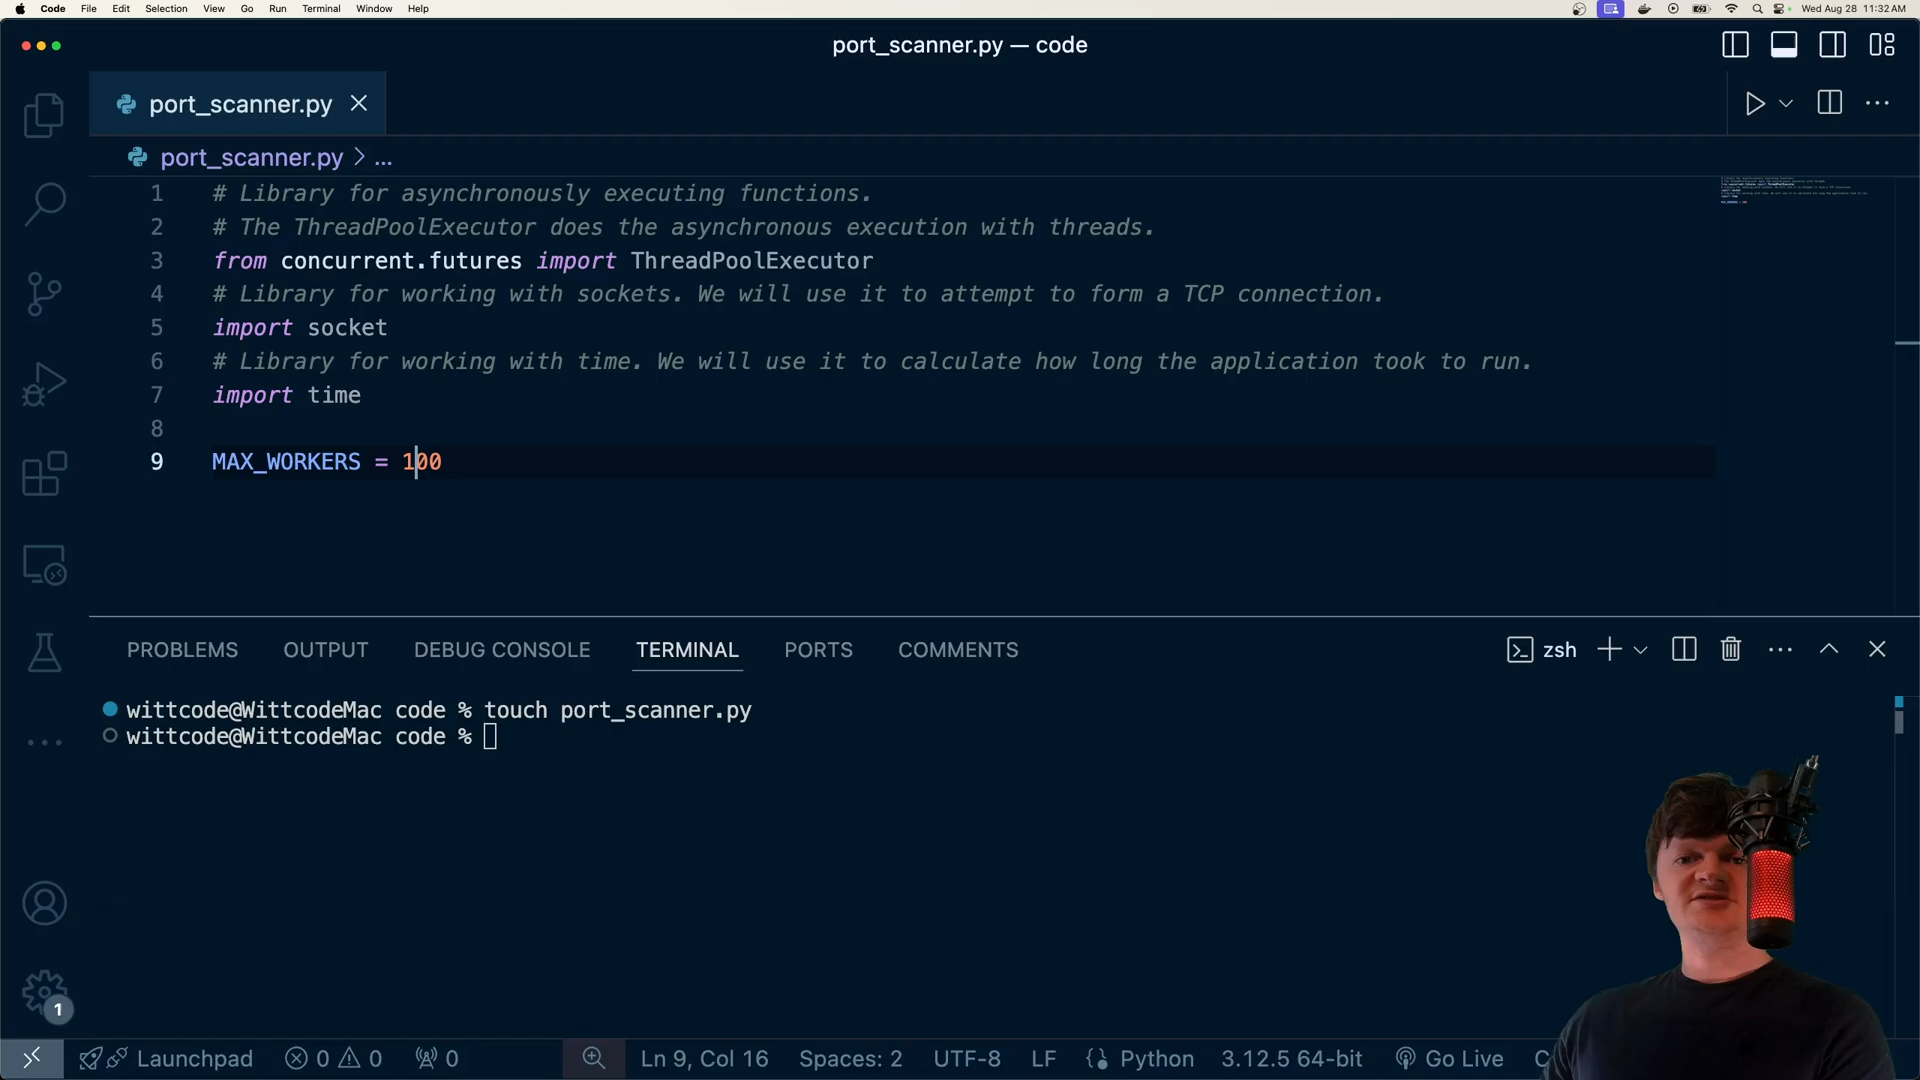 Code File Edit Selection View Go Run Terminal Window Help Wed Aug 28 11:32 AM
port_scanner.py — code
port_scanner.py
port_scanner.py > ...
1 # Library for asynchronously executing functions.
2 # The ThreadPoolExecutor does the asynchronous execution with threads.
3 from concurrent.futures import ThreadPoolExecutor
4 # Library for working with sockets. We will use it to attempt to form a TCP connection.
5 import socket
6 # Library for working with time. We will use it to calculate how long the application took to run.
7 import time
8
9 MAX_WORKERS = 100
PROBLEMS OUTPUT DEBUG CONSOLE TERMINAL PORTS COMMENTS zsh
wittcode@WittcodeMac code % touch port_scanner.py
wittcode@WittcodeMac code %
1
Launchpad 0 0 0 Ln 9, Col 16 Spaces: 2 UTF-8 LF Python 3.12.5 64-bit Go Live